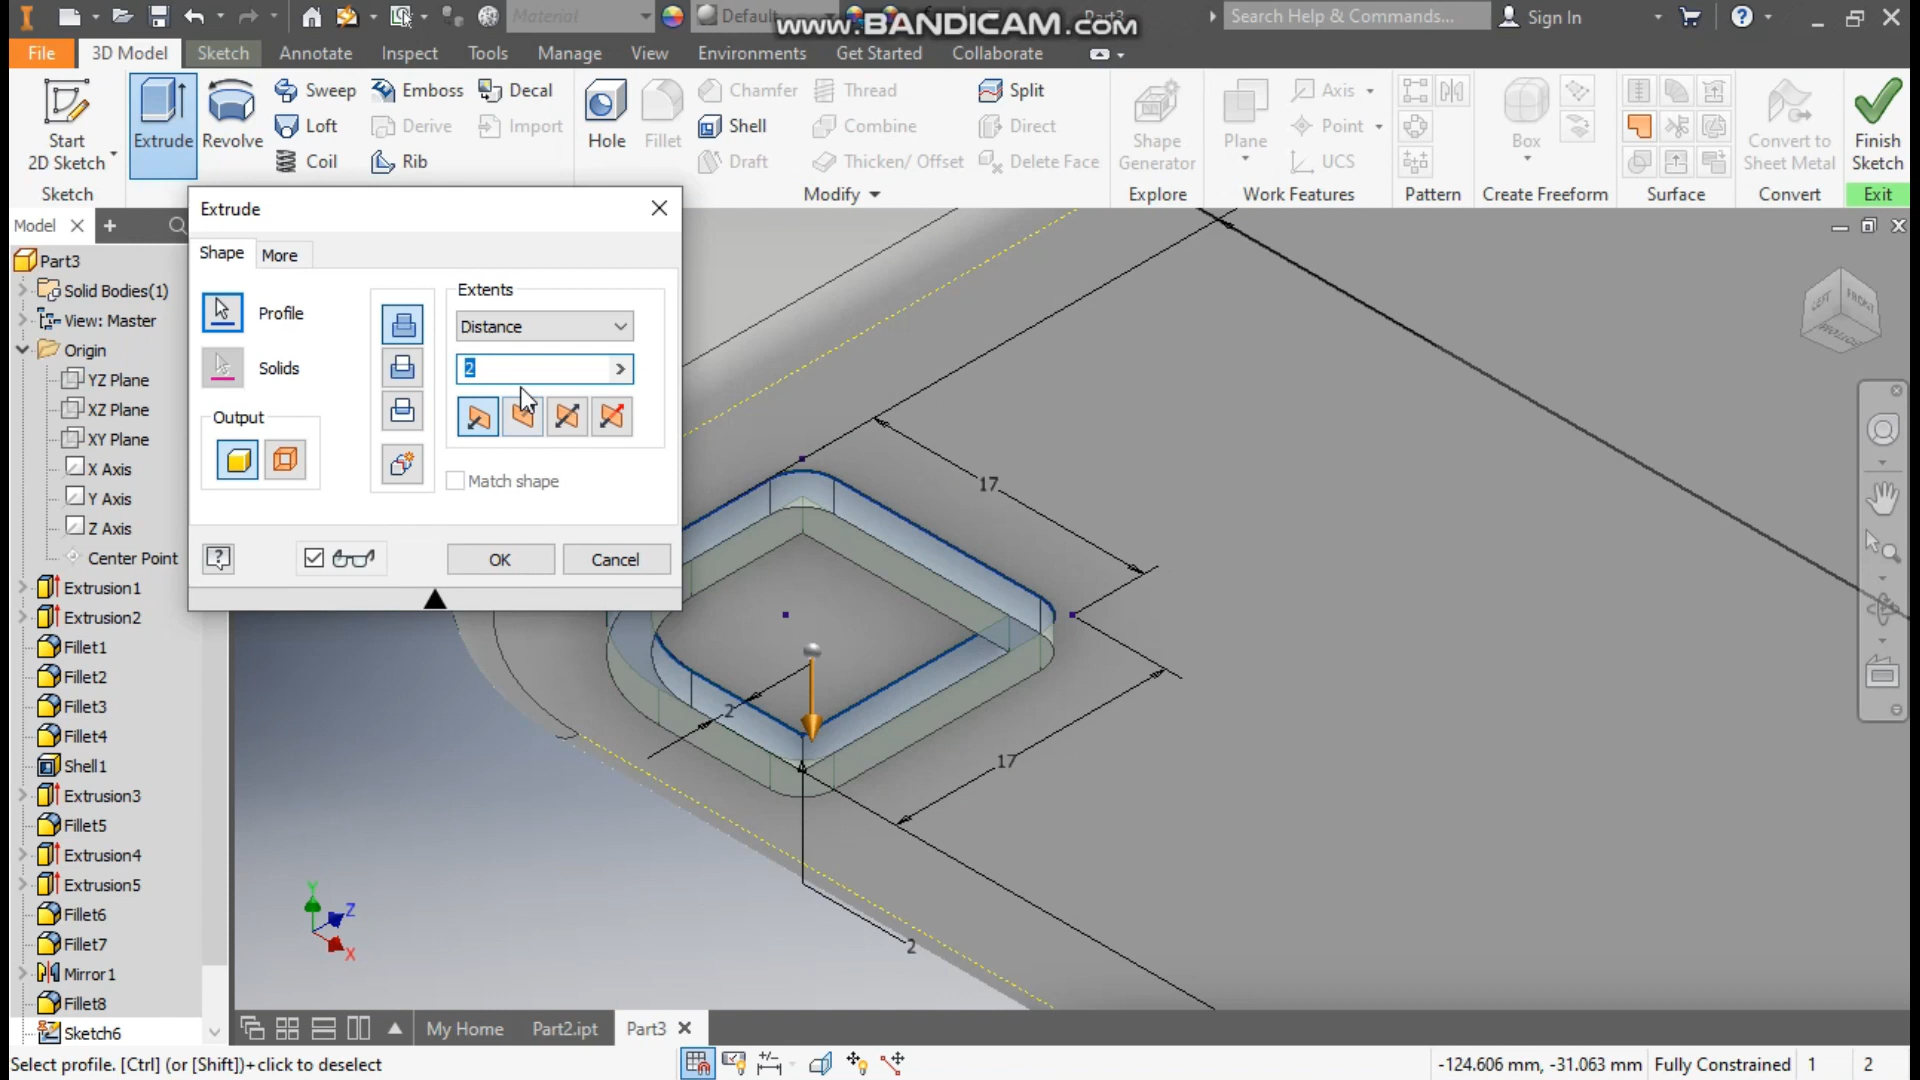 Material
Default
www.BANDICAM.com
Search Help & Commands...
Sign In
File
3D Model
Sketch
Annotate
Inspect
Tools
Manage
View
Environments
Get Started
Collaborate
Start
2D Sketch
Extrude
Revolve
Sweep
Loft
Coil
Emboss
Derive
Rib
Decal
Import
Hole
Fillet
Chamfer
Shell
Draft
Thread
Combine
Thicken/ Offset
Split
Direct
Delete Face
Shape
Generator
Plane
Axis
Point
UCS
Box
Convert to
Sheet Metal
Finish
Sketch
Sketch
Modify
Explore
Work Features
Pattern
Create Freeform
Surface
Convert
Exit
Model
Part3
Solid Bodies(1)
View: Master
Origin
YZ Plane
XZ Plane
XY Plane
X Axis
Y Axis
Z Axis
Center Point
Extrusion1
Extrusion2
Fillet1
Fillet2
Fillet3
Fillet4
Shell1
Extrusion3
Fillet5
Extrusion4
Extrusion5
Fillet6
Fillet7
Mirror1
Fillet8
Sketch6
Extrude
Shape
More
Profile
Solids
Output
Extents
Distance
2
Match shape
OK
Cancel
17
17
2
2
LEFT
FRONT
BOTTOM
Y
Z
X
My Home
Part2.ipt
Part3
Select profile. [Ctrl] (or [Shift])+click to deselect
-124.606 mm, -31.063 mm
Fully Constrained
1
2